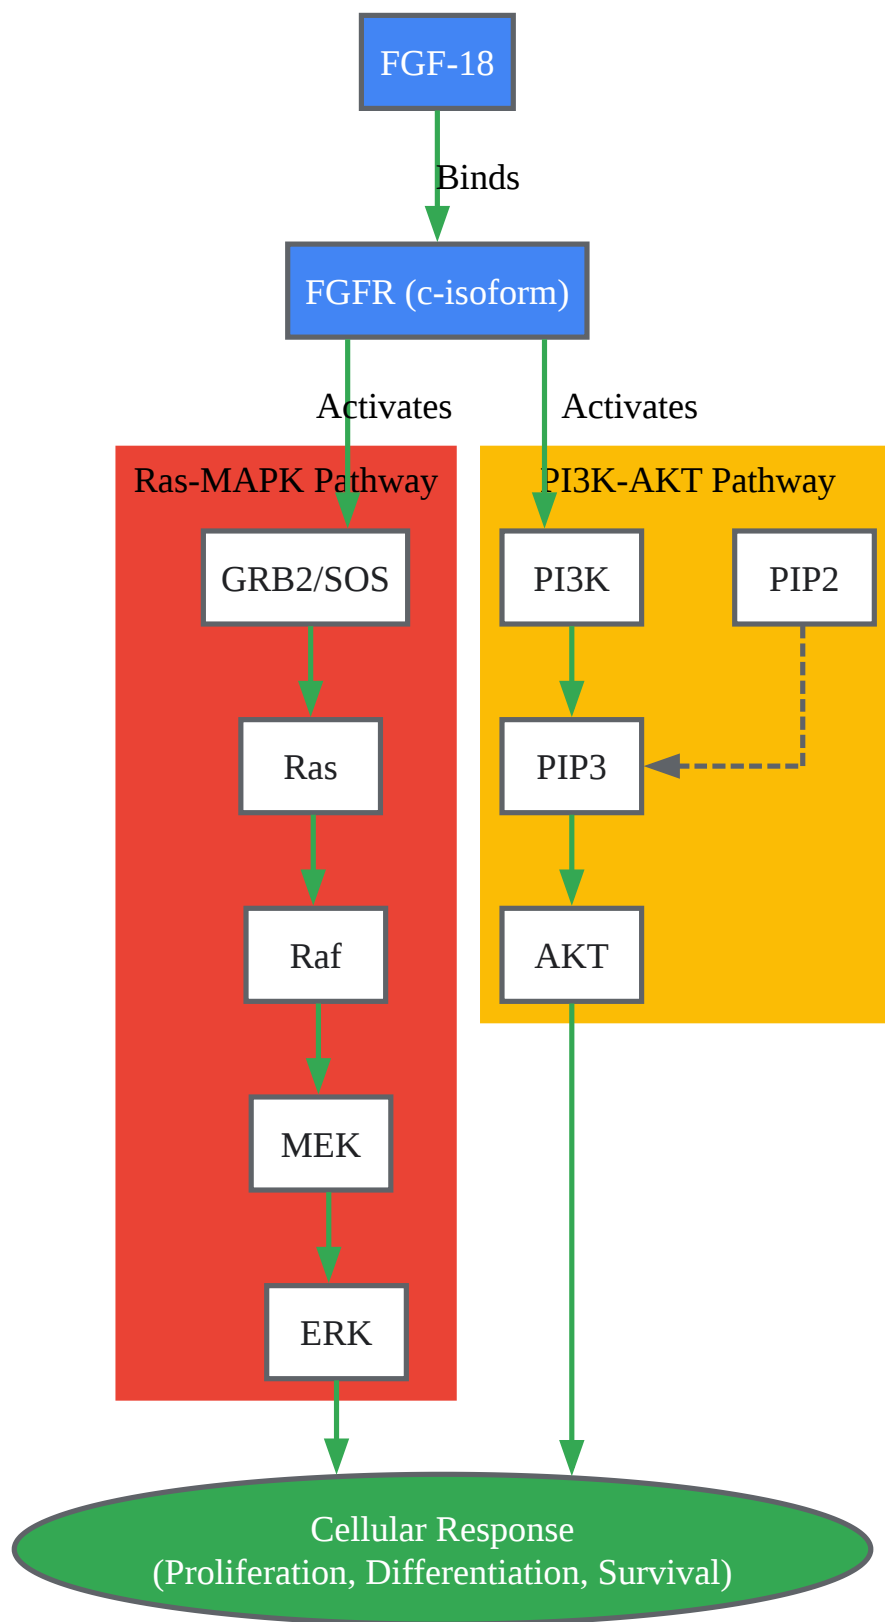 FGF-18
Binds
FGFR (c-isoform)
Activates
Activates
Ras-MAPK Pathway
PI3K-AKT Pathway
GRB2/SOS
PI3K
PIP2
Ras
PIP3
Raf
AKT
MEK
ERK
Cellular Response
(Proliferation, Differentiation, Survival)